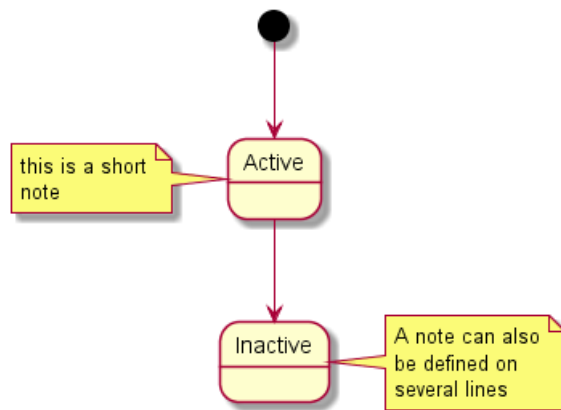 Active
this is a short
note
Inactive
A note can also
be defined on
several lines